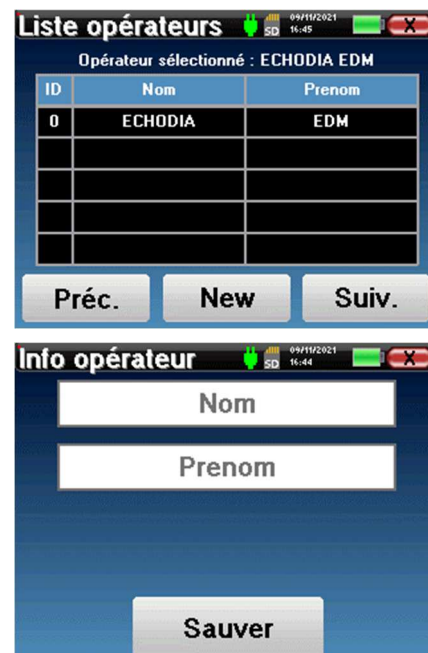 Liste opérateurs SD 09/11/2021 16:45 X
Opérateur sélectionné : ECHODIA EDM
ID Nom Prenom
0 ECHODIA EDM
Préc. New Suiv.
Info opérateur SD 09/11/2021 16:44 X
Nom
Prenom
Sauver